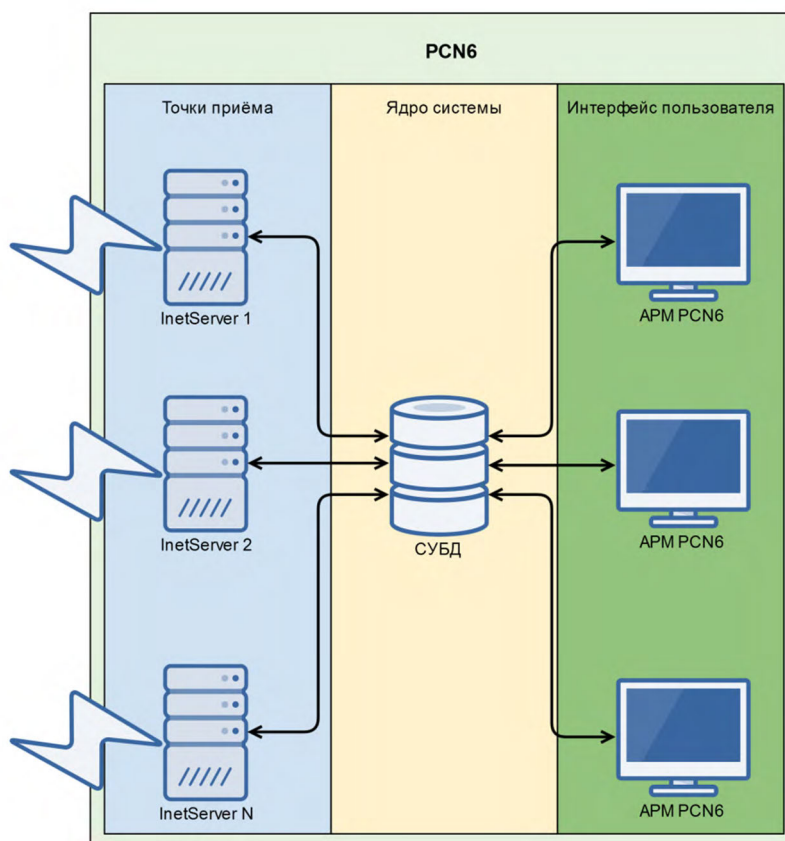 PCN6
Точки приёма
Ядро системы
Интерфейс пользователя
InetServer 1
АРМ PCN6
InetServer 2
СУБД
АРМ PCN6
InetServer N
АРМ PCN6